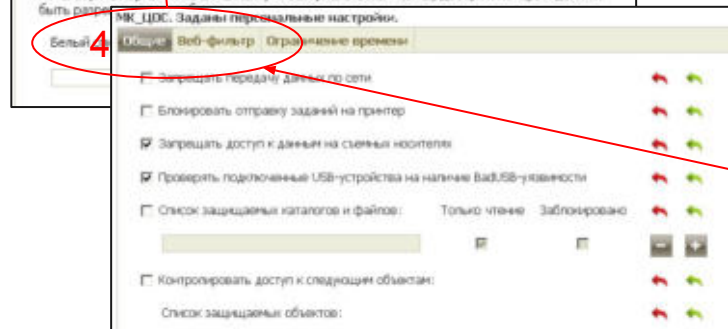 быть разре
МК_ЦОС. Заданы персональные настройки.
Белый
4
Общие Веб-фильтр Ограничение времени
Запрещать передачу данных по сети
Блокировать отправку заданий на принтер
Запрещать доступ к данным на съемных носителях
Проверять подключенные USB-устройства на наличие BadUSB-уязвимости
Список защищаемых каталогов и файлов: Только чтение Заблокировано
Контролировать доступ к следующим объектам:
Список защищаемых объектов: